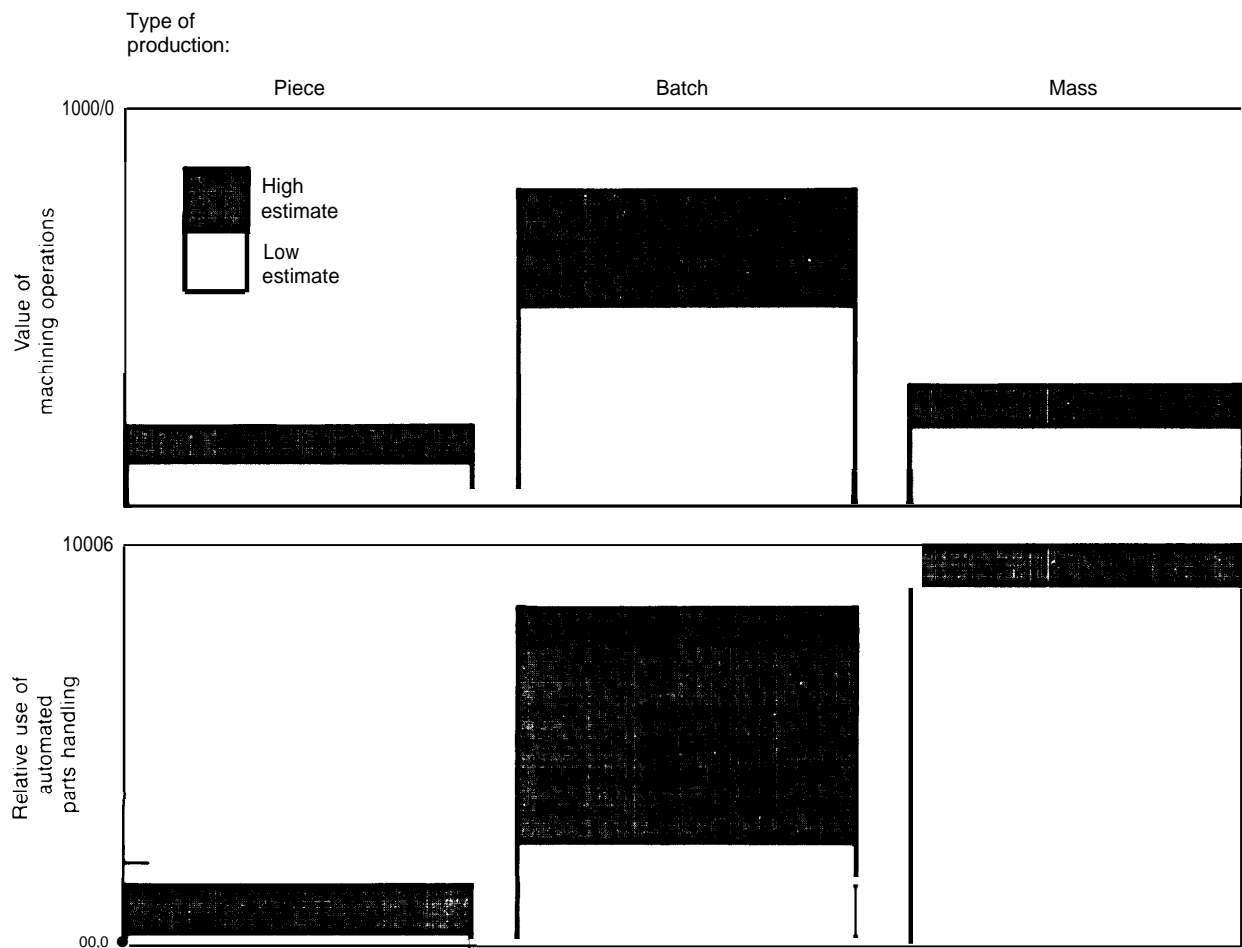 Type of
production:
Piece
Batch
Mass
1000/0
High
estimate
Low
estimate
Value of
machining operations
10006
Relative use of
automated
parts handling
00.0